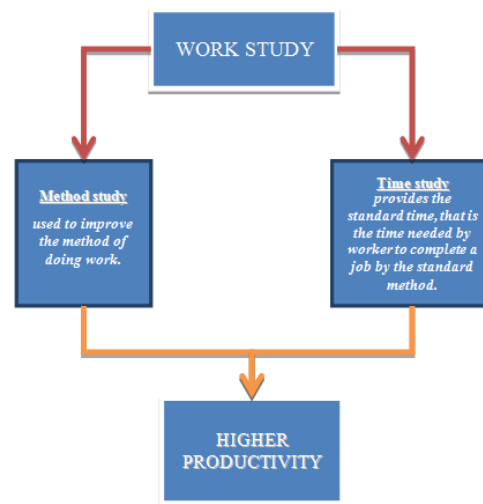 WORK STUDY
Method study
used to improve
the method of
doing work.
Time study
provides the
standard time, that is
the time needed by
worker to complete a
job by the standard
method.
HIGHER
PRODUCTIVITY